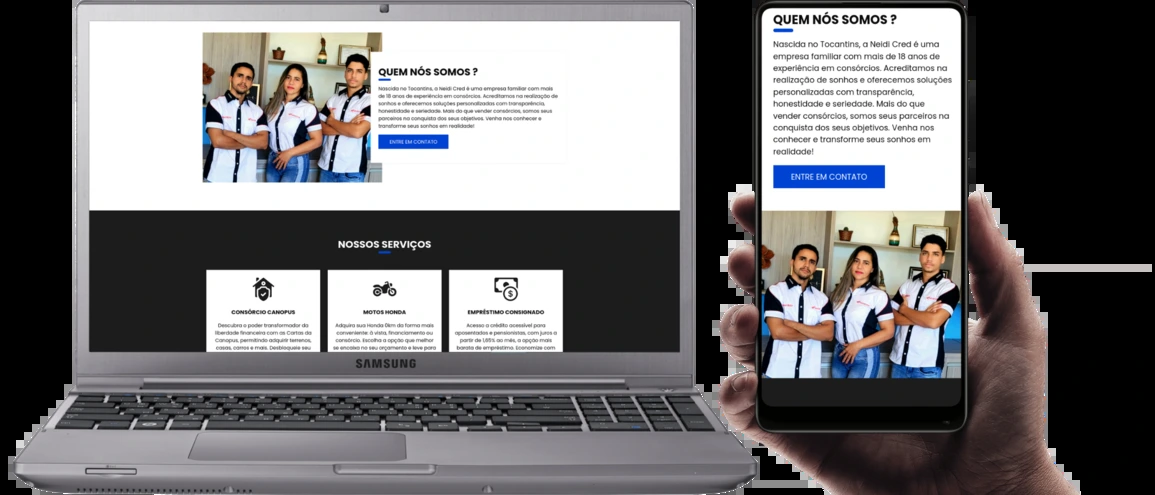 QUEM NÓS SOMOS ?
Nascida no Tocantins, a Neidi Cred é uma empresa familiar com mais
de 18 anos de experiência em consórcios. Acreditamos na realização de
sonhos e oferecemos soluções personalizadas com transparência,
honestidade e seriedade. Mais do que vender consórcios, somos seus
parceiros na conquista dos seus objetivos. Venha nos conhecer e
transforme seus sonhos em realidade!
ENTRE EM CONTATO
NOSSOS SERVIÇOS
CONSÓRCIO CANOPUS
Descubra o poder transformador da
liberdade financeira com as Cartas da
Canopus, permitindo adquirir terrenos,
casas, carros e mais. Desbloqueie seu
MOTOS HONDA
Adquira sua Honda 0km da forma mais
conveniente: à vista, financiamento ou
consórcio. Escolha a opção que melhor
se encaixa no seu orçamento e leve para
EMPRÉSTIMO CONSIGNADO
Acesso a crédito acessível para
aposentados e pensionistas, com juros a
partir de 1,85% ao mês, a opção mais
barata de empréstimo. Economize com
SAMSUNG
QUEM NÓS SOMOS ?
Nascida no Tocantins, a Neidi Cred é uma
empresa familiar com mais de 18 anos de
experiência em consórcios. Acreditamos na
realização de sonhos e oferecemos soluções
personalizadas com transparência,
honestidade e seriedade. Mais do que
vender consórcios, somos seus parceiros na
conquista dos seus objetivos. Venha nos
conhecer e transforme seus sonhos em
realidade!
ENTRE EM CONTATO